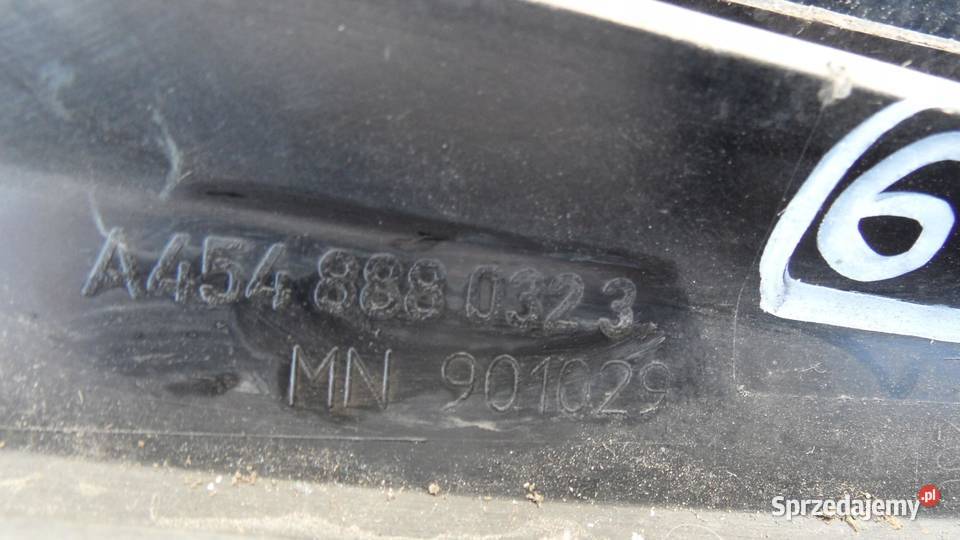 A454 888 0323
MN 901029
6
Sprzedajemy.pl